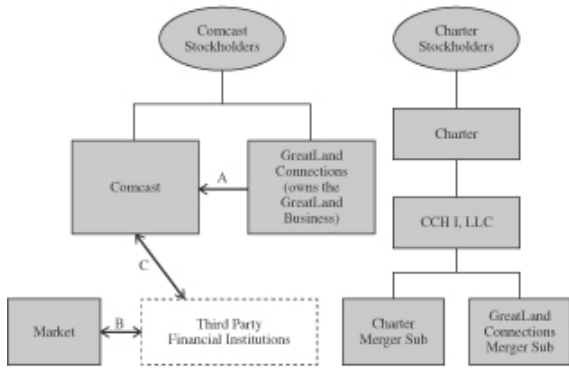 Comcast
Stockholders
Charter
Stockholders
Comcast
A
GreatLand
Connections
(owns the
GreatLand
Business)
Charter
CCH I, LLC
C
Market
B
Third Party
Financial Institutions
Charter
Merger Sub
GreatLand
Connections
Merger Sub